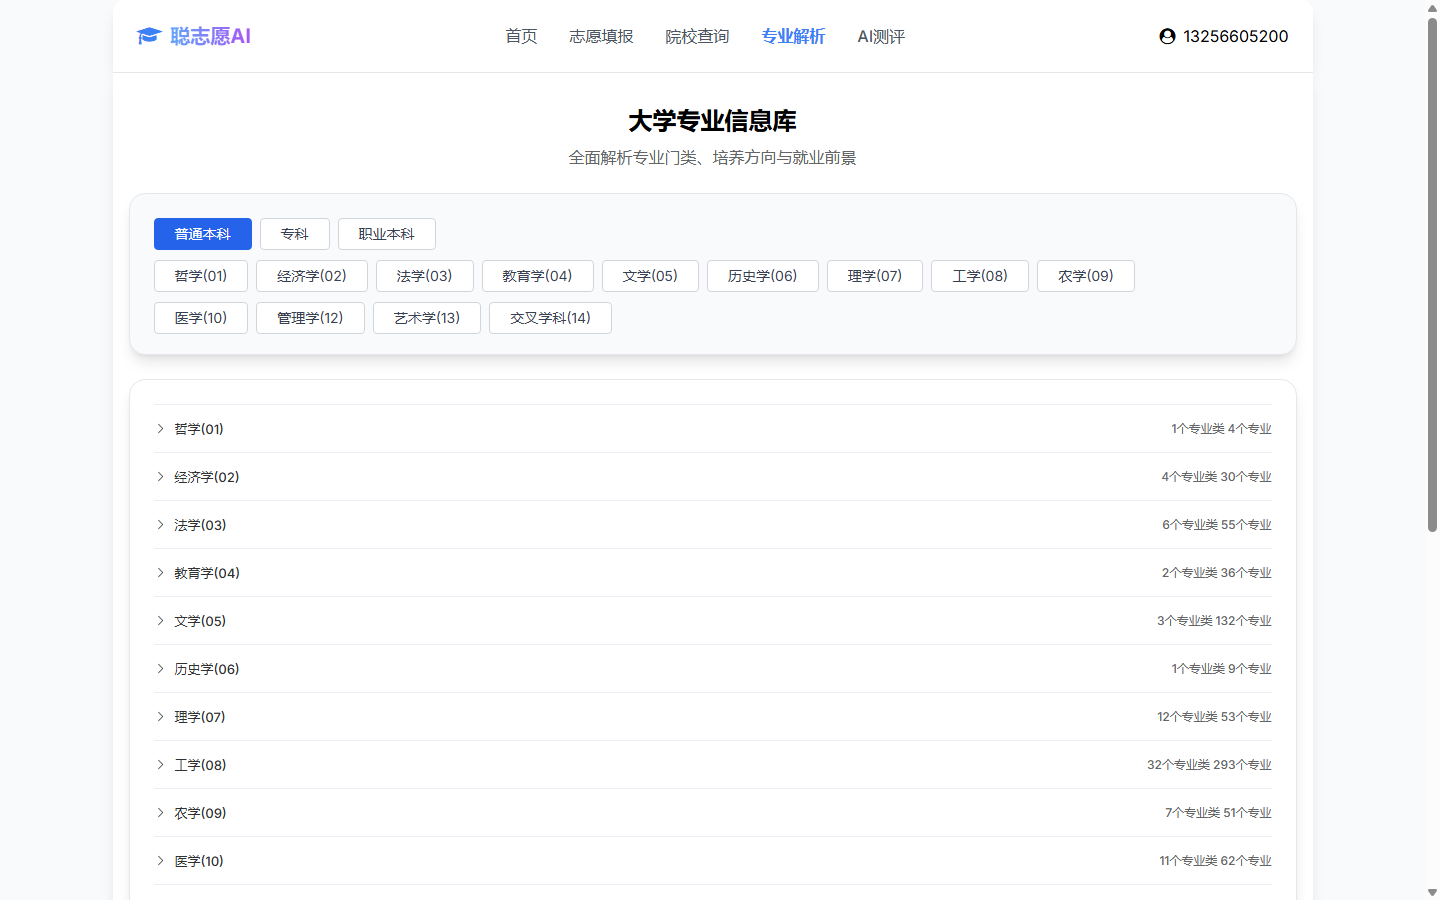 聪志愿AI 首页 志愿填报 院校查询 专业解析 AI测评 13256605200
大学专业信息库
全面解析专业门类、培养方向与就业前景
普通本科 专科 职业本科
哲学(01) 经济学(02) 法学(03) 教育学(04) 文学(05) 历史学(06) 理学(07) 工学(08) 农学(09)
医学(10) 管理学(12) 艺术学(13) 交叉学科(14)
哲学(01) 1个专业类 4个专业
经济学(02) 4个专业类 30个专业
法学(03) 6个专业类 55个专业
教育学(04) 2个专业类 36个专业
文学(05) 3个专业类 132个专业
历史学(06) 1个专业类 9个专业
理学(07) 12个专业类 53个专业
工学(08) 32个专业类 293个专业
农学(09) 7个专业类 51个专业
医学(10) 11个专业类 62个专业